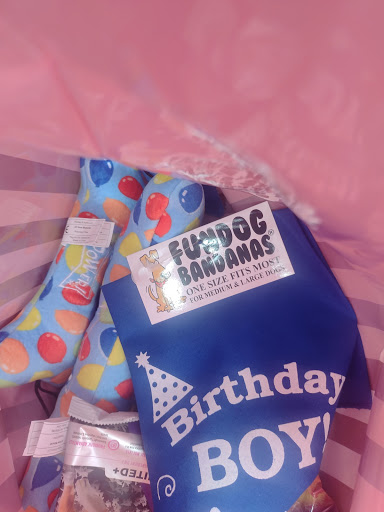 FUNDOG
BANDANAS®
ONE SIZE FITS MOST
FOR MEDIUM & LARGE DOGS
Birthday
BOY!